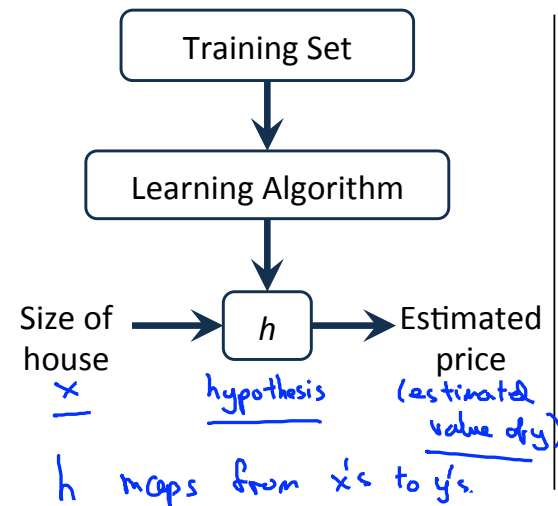 Training Set
Learning Algorithm
Size of house
h
Estimated price
x
hypothesis
(estimated value of y)
h maps from x's to y's.